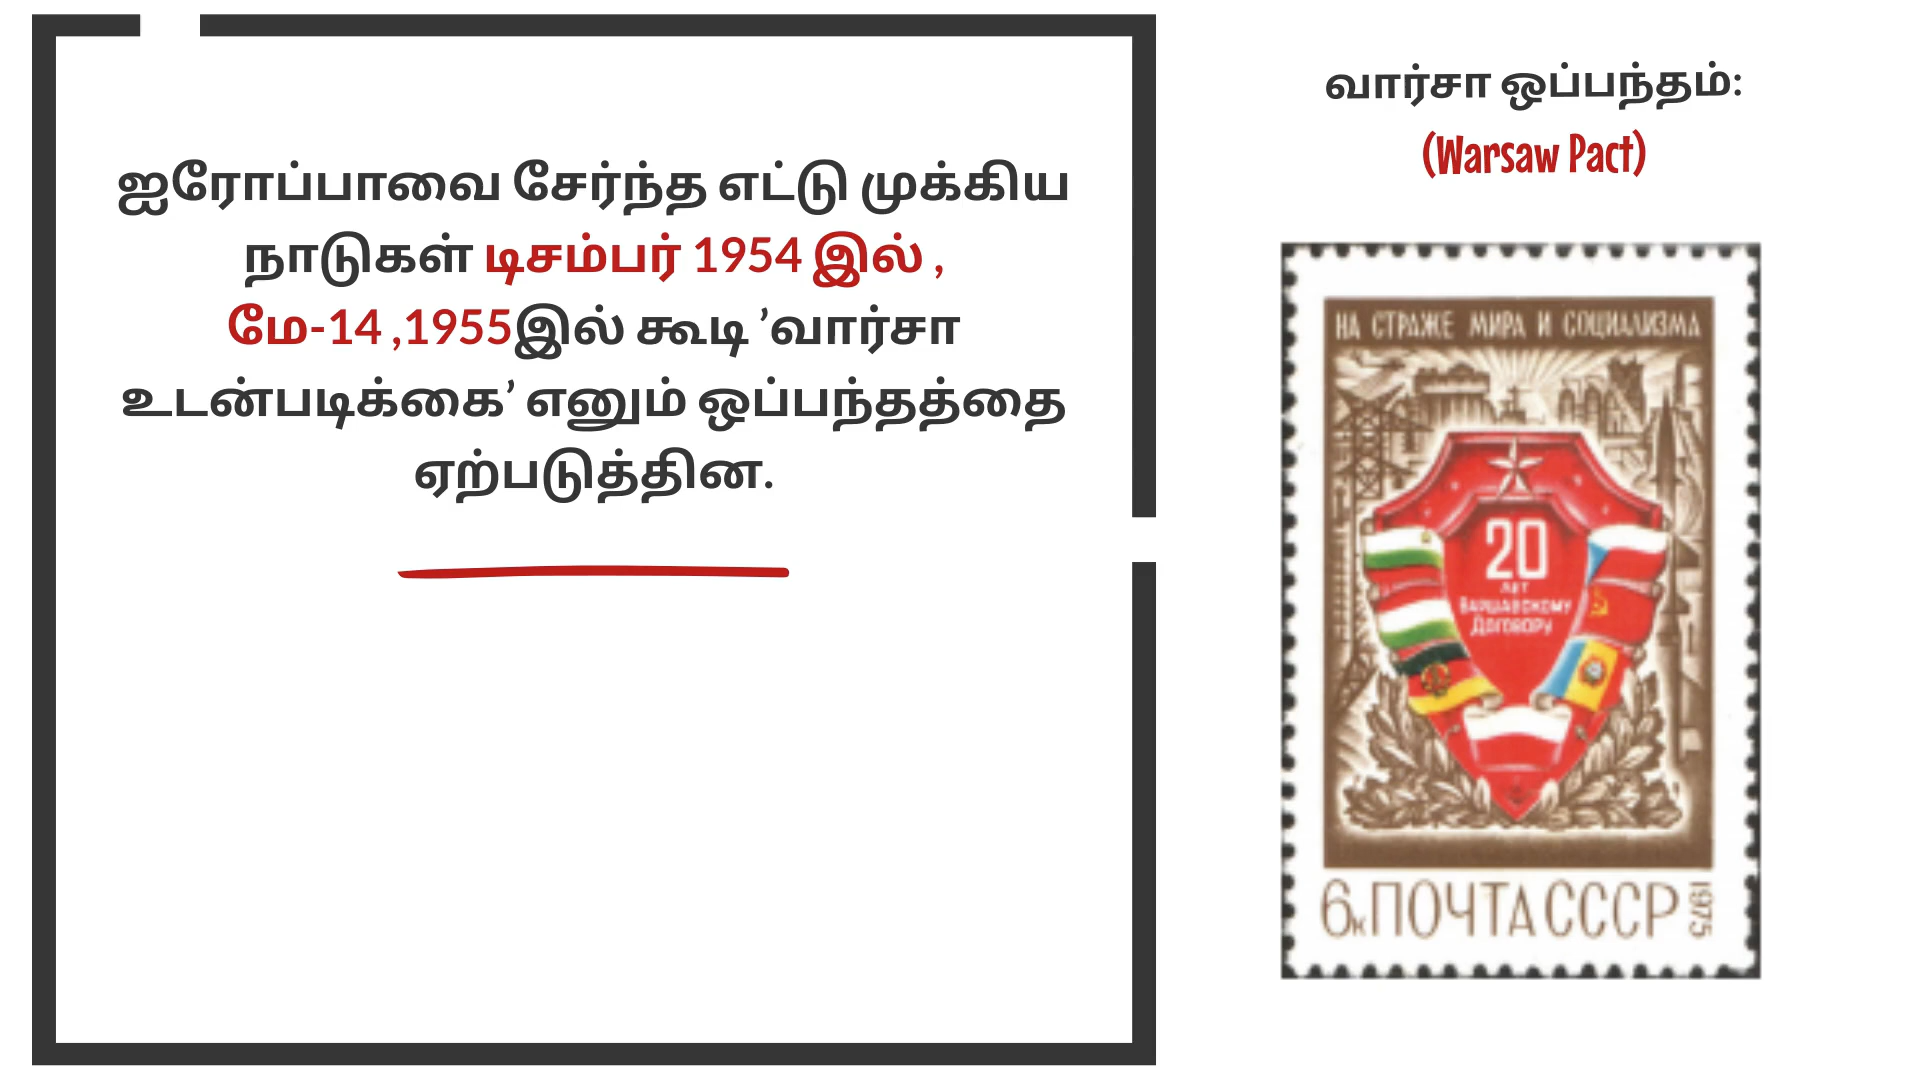 ஐரோப்பாவை சேர்ந்த எட்டு முக்கிய
நாடுகள் டிசம்பர் 1954 இல் ,
மே-14 ,1955இல் கூடி ’வார்சா
உடன்படிக்கை’ எனும் ஒப்பந்தத்தை
ஏற்படுத்தின.
வார்சா ஒப்பந்தம்:
(Warsaw Pact)
НА СТРАЖЕ МИРА И СОЦИАЛИЗМА
20
ЛЕТ
ВАРШАВСКОМУ
ДОГОВОРУ
6к ПОЧТА СССР 1975